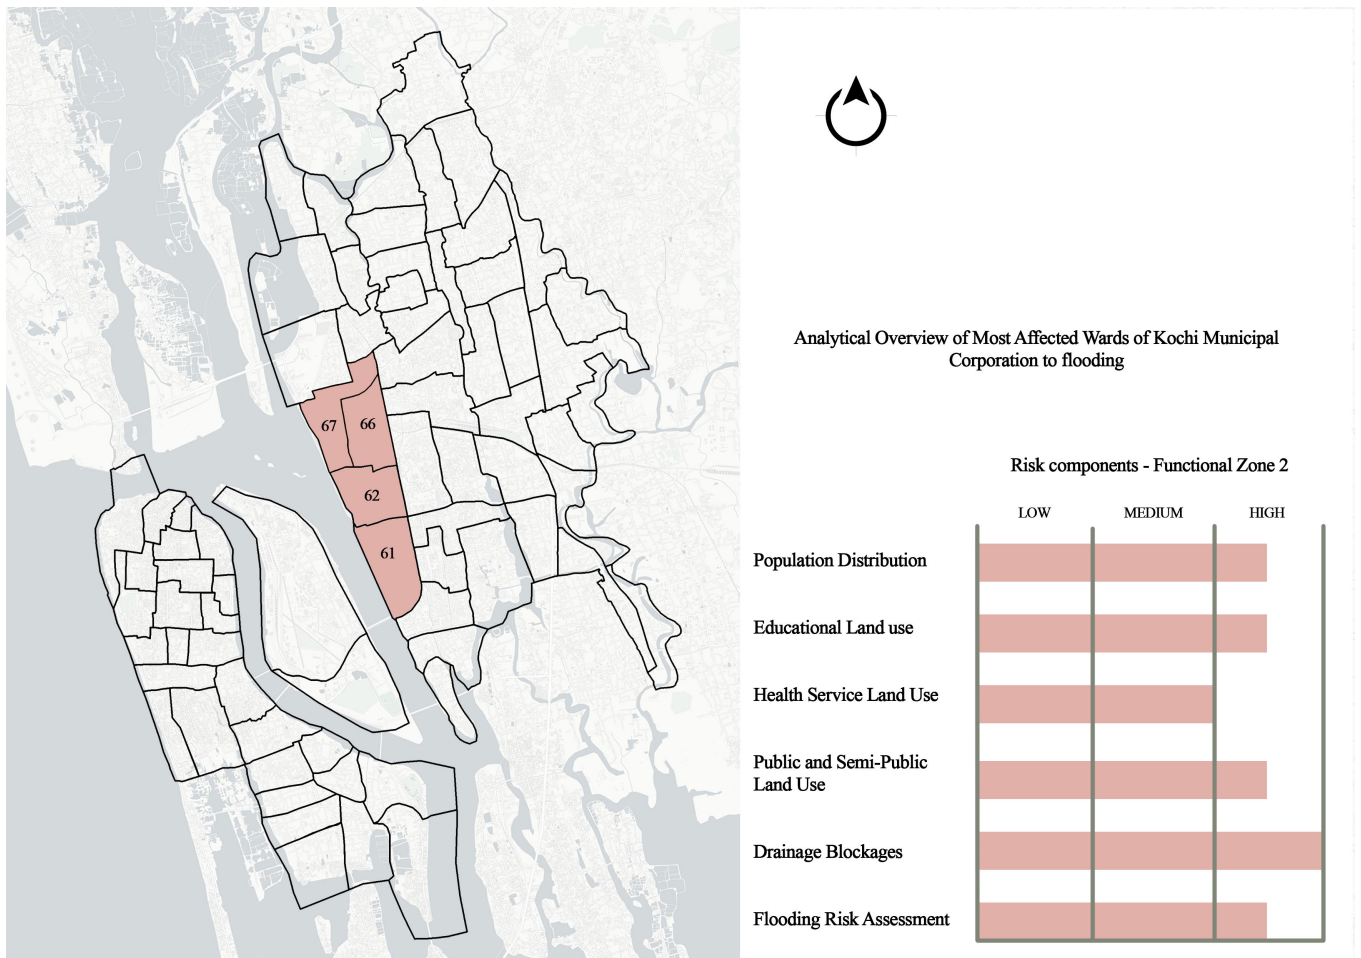 Analytical Overview of Most Affected Wards of Kochi Municipal
Corporation to flooding
67
66
62
61
Risk components - Functional Zone 2
LOW MEDIUM HIGH
Population Distribution
Educational Land use
Health Service Land Use
Public and Semi-Public
Land Use
Drainage Blockages
Flooding Risk Assessment